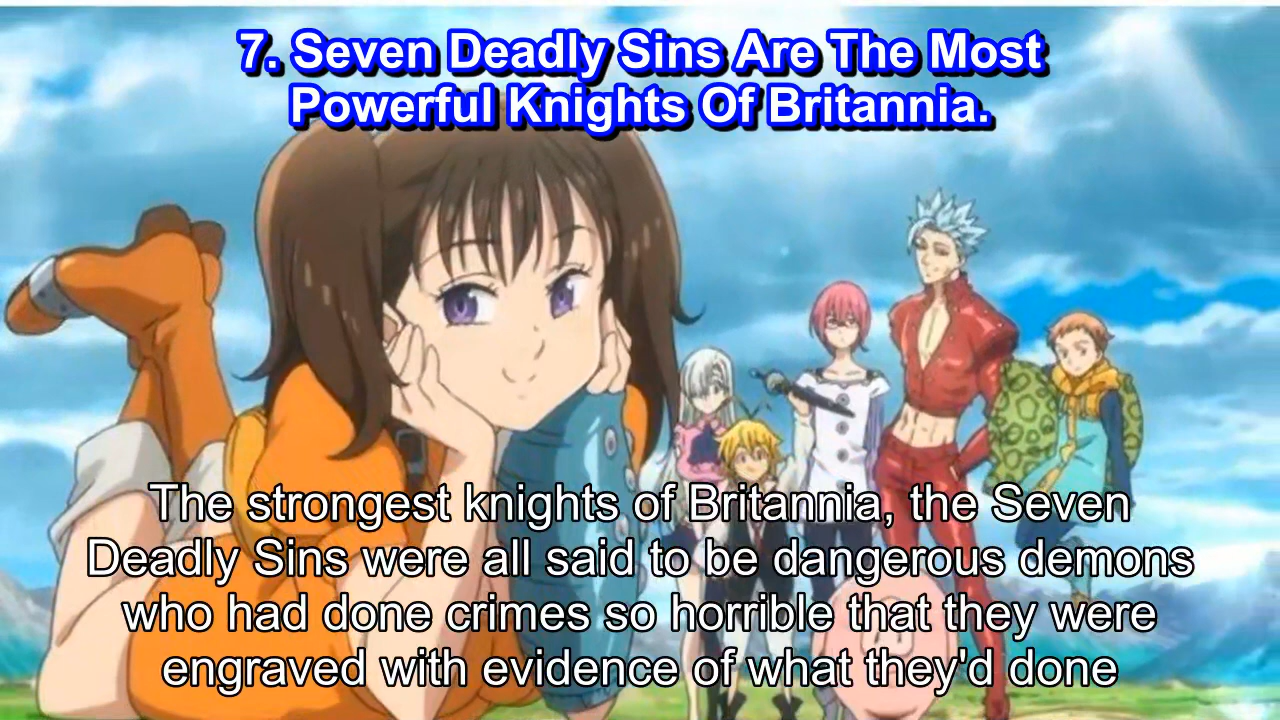 7. Seven Deadly Sins Are The Most
Powerful Knights Of Britannia.
The strongest knights of Britannia, the Seven
Deadly Sins were all said to be dangerous demons
who had done crimes so horrible that they were
engraved with evidence of what they'd done